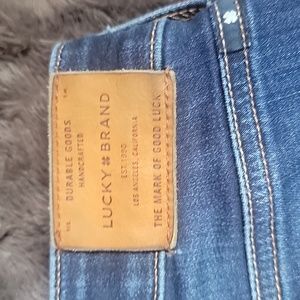 DURABLE GOODS
HANDCRAFTED
LUCKY BRAND
EST. 1990
LOS ANGELES, CALIFORNIA
THE MARK OF GOOD LUCK